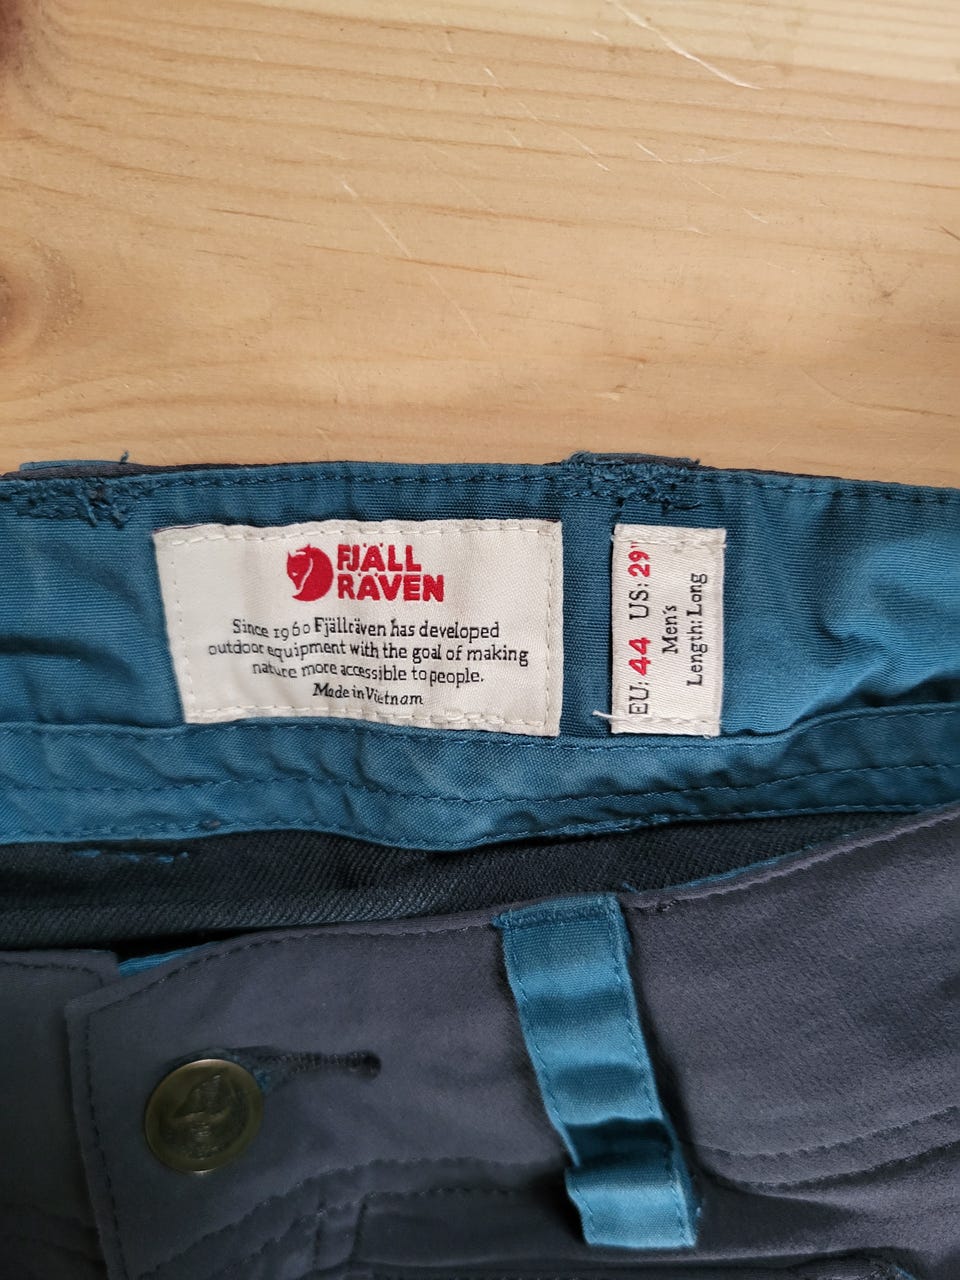 FJÄLL
RÄVEN
Since 1960 Fjällräven has developed
outdoor equipment with the goal of making
nature more accessible to people.
Made in Vietnam
EU: 44 US: 29"
Men's
Length: Long